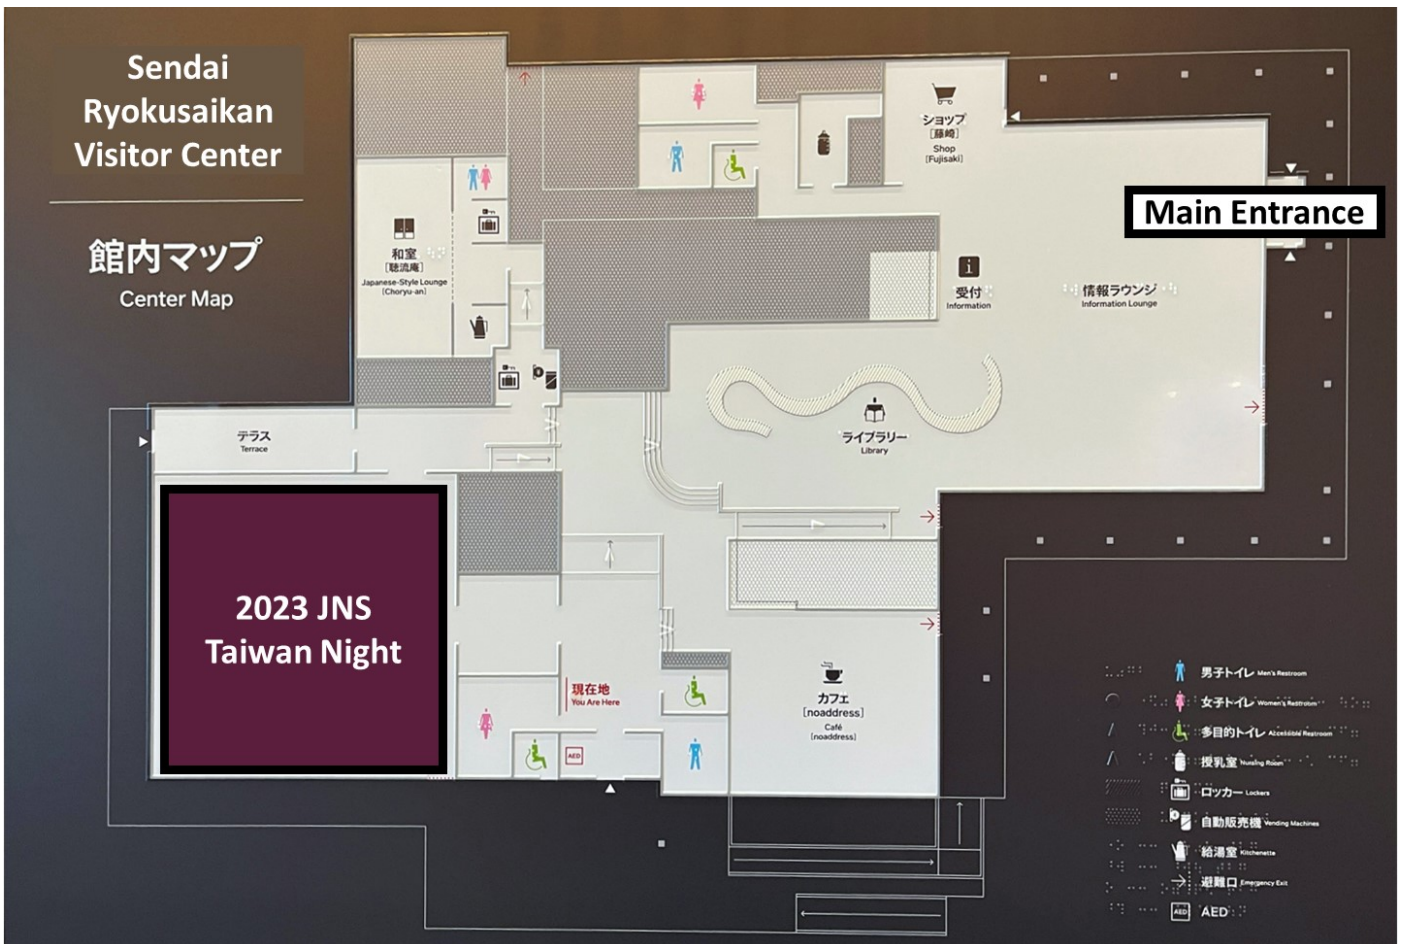 Sendai
Ryokusaikan
Visitor Center
館内マップ
Center Map
ショップ
[藤崎]
Shop
[Fujisaki]
Main Entrance
和室
[聴流庵]
Japanese-Style Lounge
[Choryu-an]
i
受付
Information
情報ラウンジ
Information Lounge
ライブラリー
Library
テラス
Terrace
2023 JNS
Taiwan Night
現在地
You Are Here
AED
カフェ
[noaddress]
Café
[noaddress]
男子トイレ Men's Restroom
女子トイレ Women's Restroom
多目的トイレ Accessible Restroom
授乳室 Nursing Room
ロッカー Lockers
自動販売機 Vending Machines
給湯室 Kitchenette
避難口 Emergency Exit
AED AED